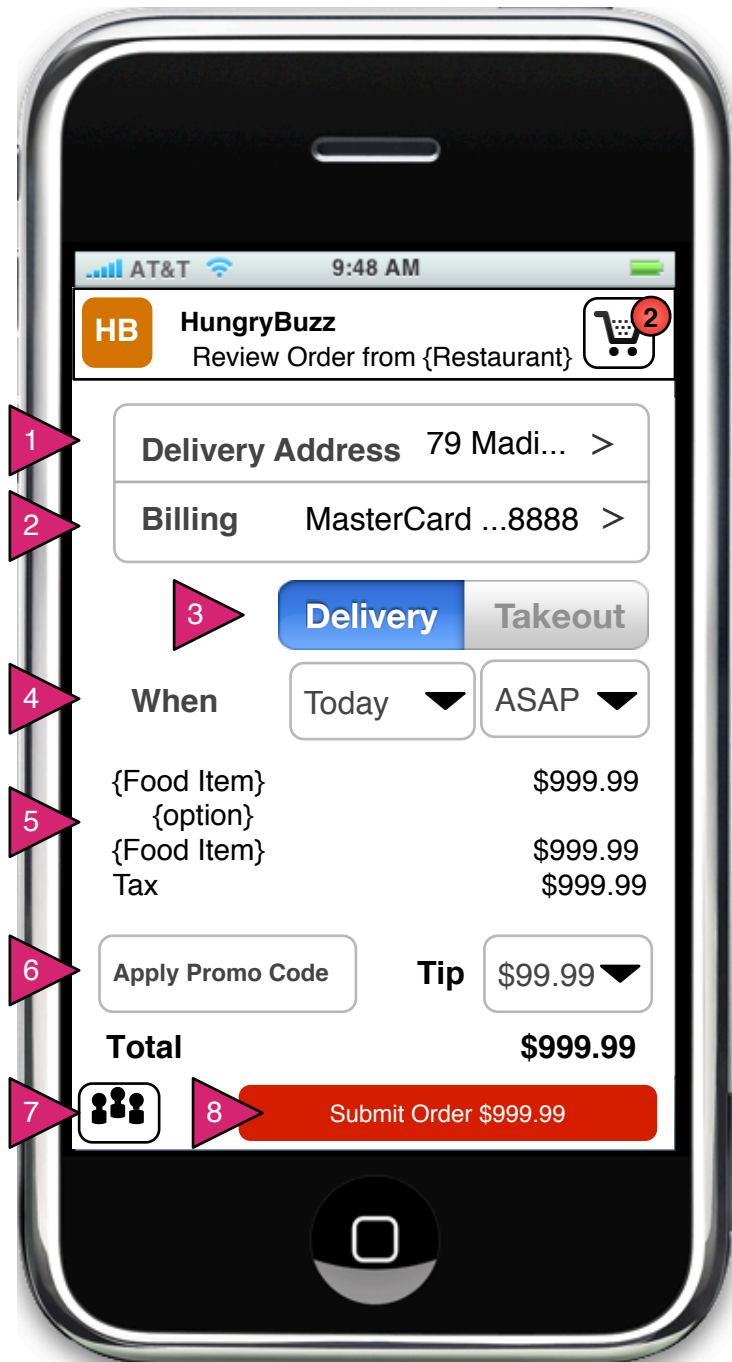 AT&T 9:48 AM
HB HungryBuzz 2
Review Order from {Restaurant}
1 Delivery Address 79 Madi... >
2 Billing MasterCard ...8888 >
3 Delivery Takeout
4 When Today ASAP
{Food Item} $999.99
5 {option}
{Food Item} $999.99
Tax $999.99
6 Apply Promo Code Tip $99.99
Total $999.99
7 8 Submit Order $999.99